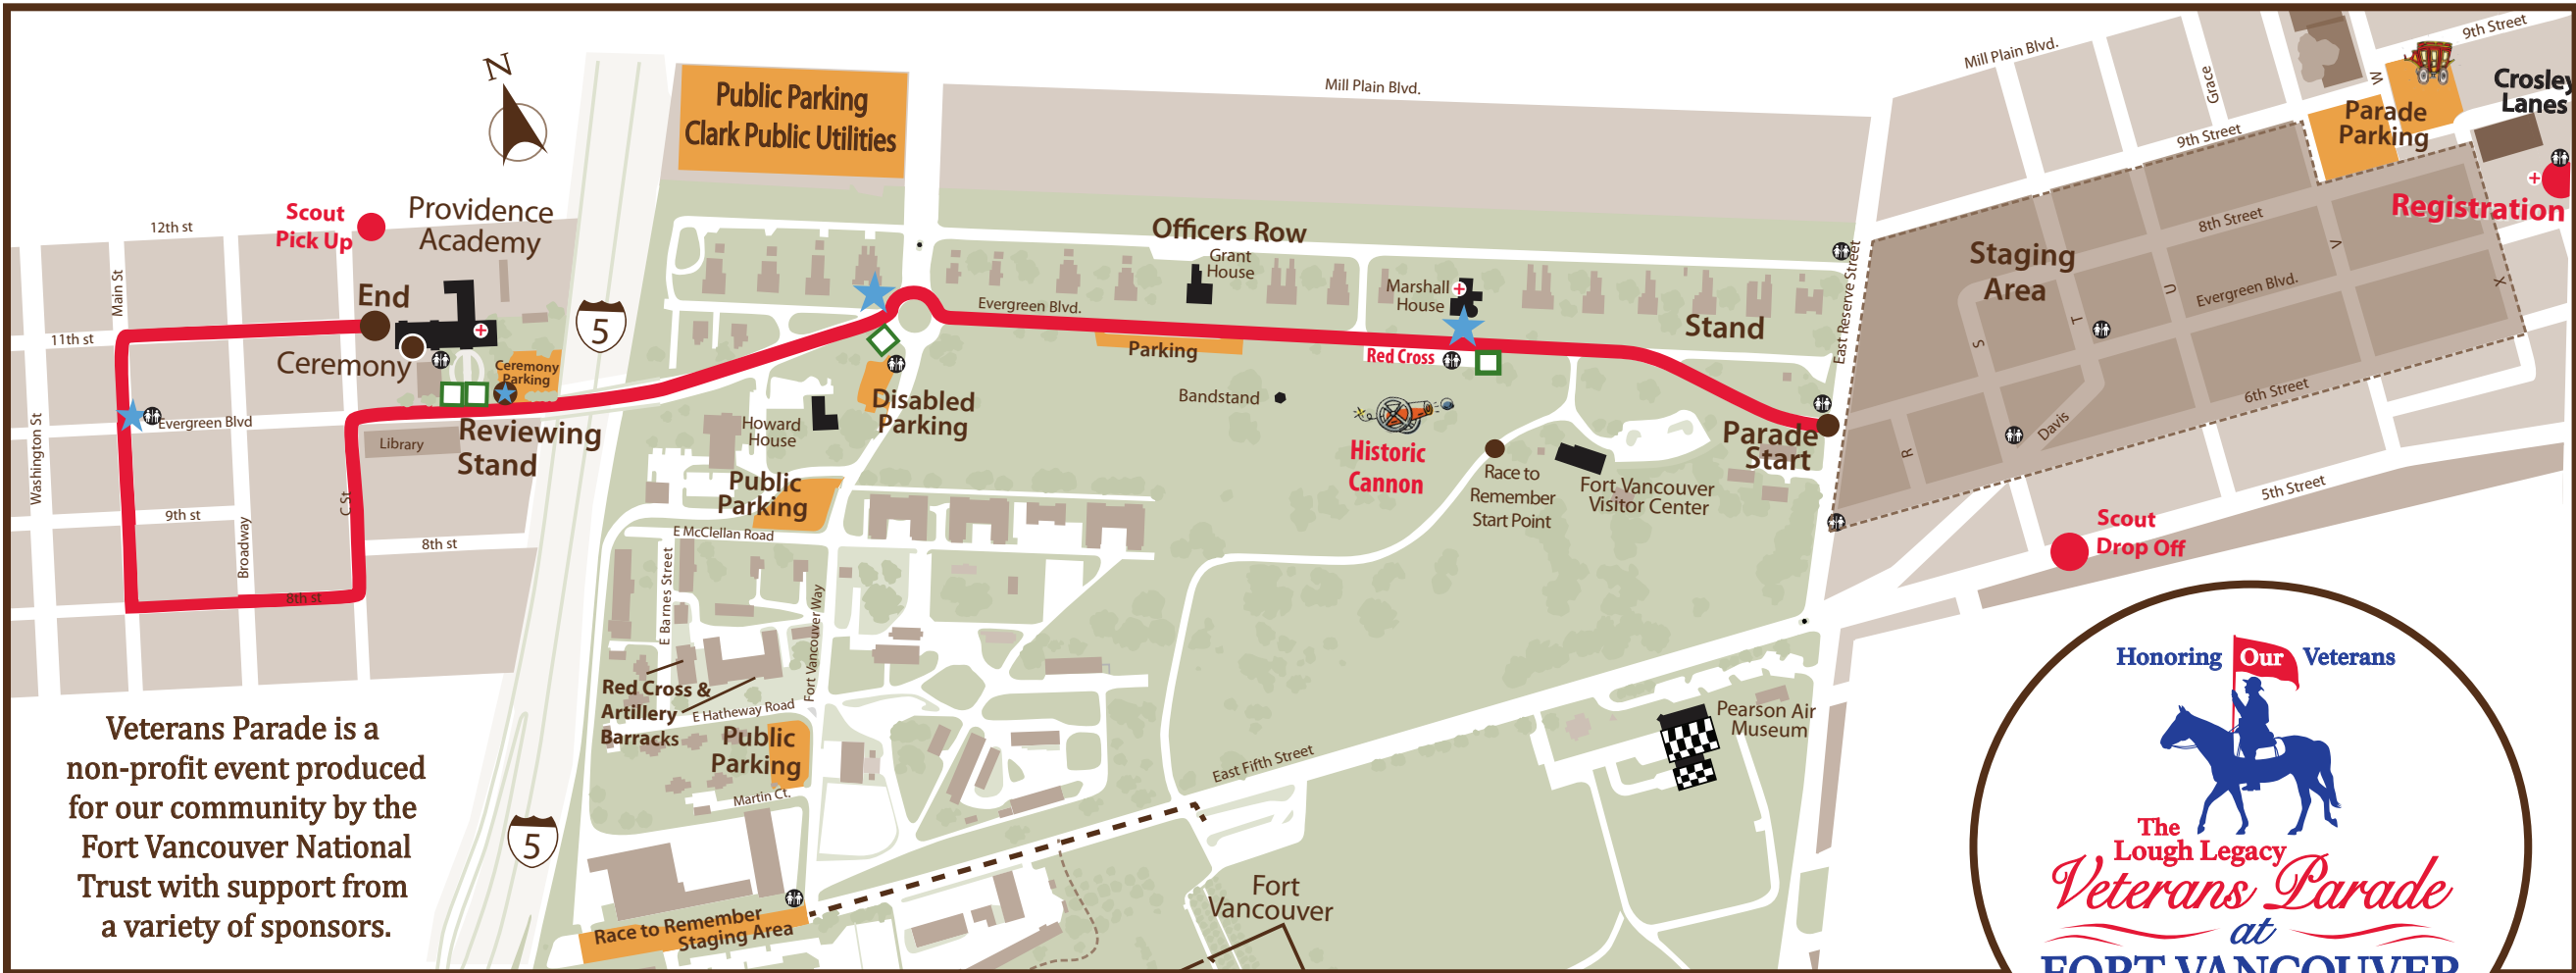 N
Public Parking
Clark Public Utilities
Mill Plain Blvd.
Mill Plain Blvd.
Grace
9th Street
W
9th Street
Parade
Parking
Crosley
Lanes
Registration
Scout
Pick Up
Providence
Academy
12th st
Main St
End
11th st
Ceremony
Ceremony
Parking
5
Evergreen Blvd
Washington St
Library
Reviewing
Stand
C St
9th st
Broadway
8th st
8th st
Officers Row
Grant
House
Evergreen Blvd.
Marshall
House
Stand
Parking
Red Cross
Bandstand
Historic
Cannon
Race to
Remember
Start Point
Fort Vancouver
Visitor Center
Parade
Start
East Reserve Street
Staging
Area
8th Street
Evergreen Blvd.
6th Street
5th Street
R
S
T
U
V
X
Davis
Scout
Drop Off
Howard
House
Disabled
Parking
Public
Parking
E McClellan Road
E Barnes Street
Fort Vancouver Way
Red Cross &
Artillery
Barracks
E Hatheway Road
Public
Parking
Martin Ct.
5
Race to Remember
Staging Area
East Fifth Street
Fort
Vancouver
Pearson Air
Museum
Veterans Parade is a
non-profit event produced
for our community by the
Fort Vancouver National
Trust with support from
a variety of sponsors.
Honoring Our Veterans
The
Lough Legacy
Veterans Parade
at
FORT VANCOUVER